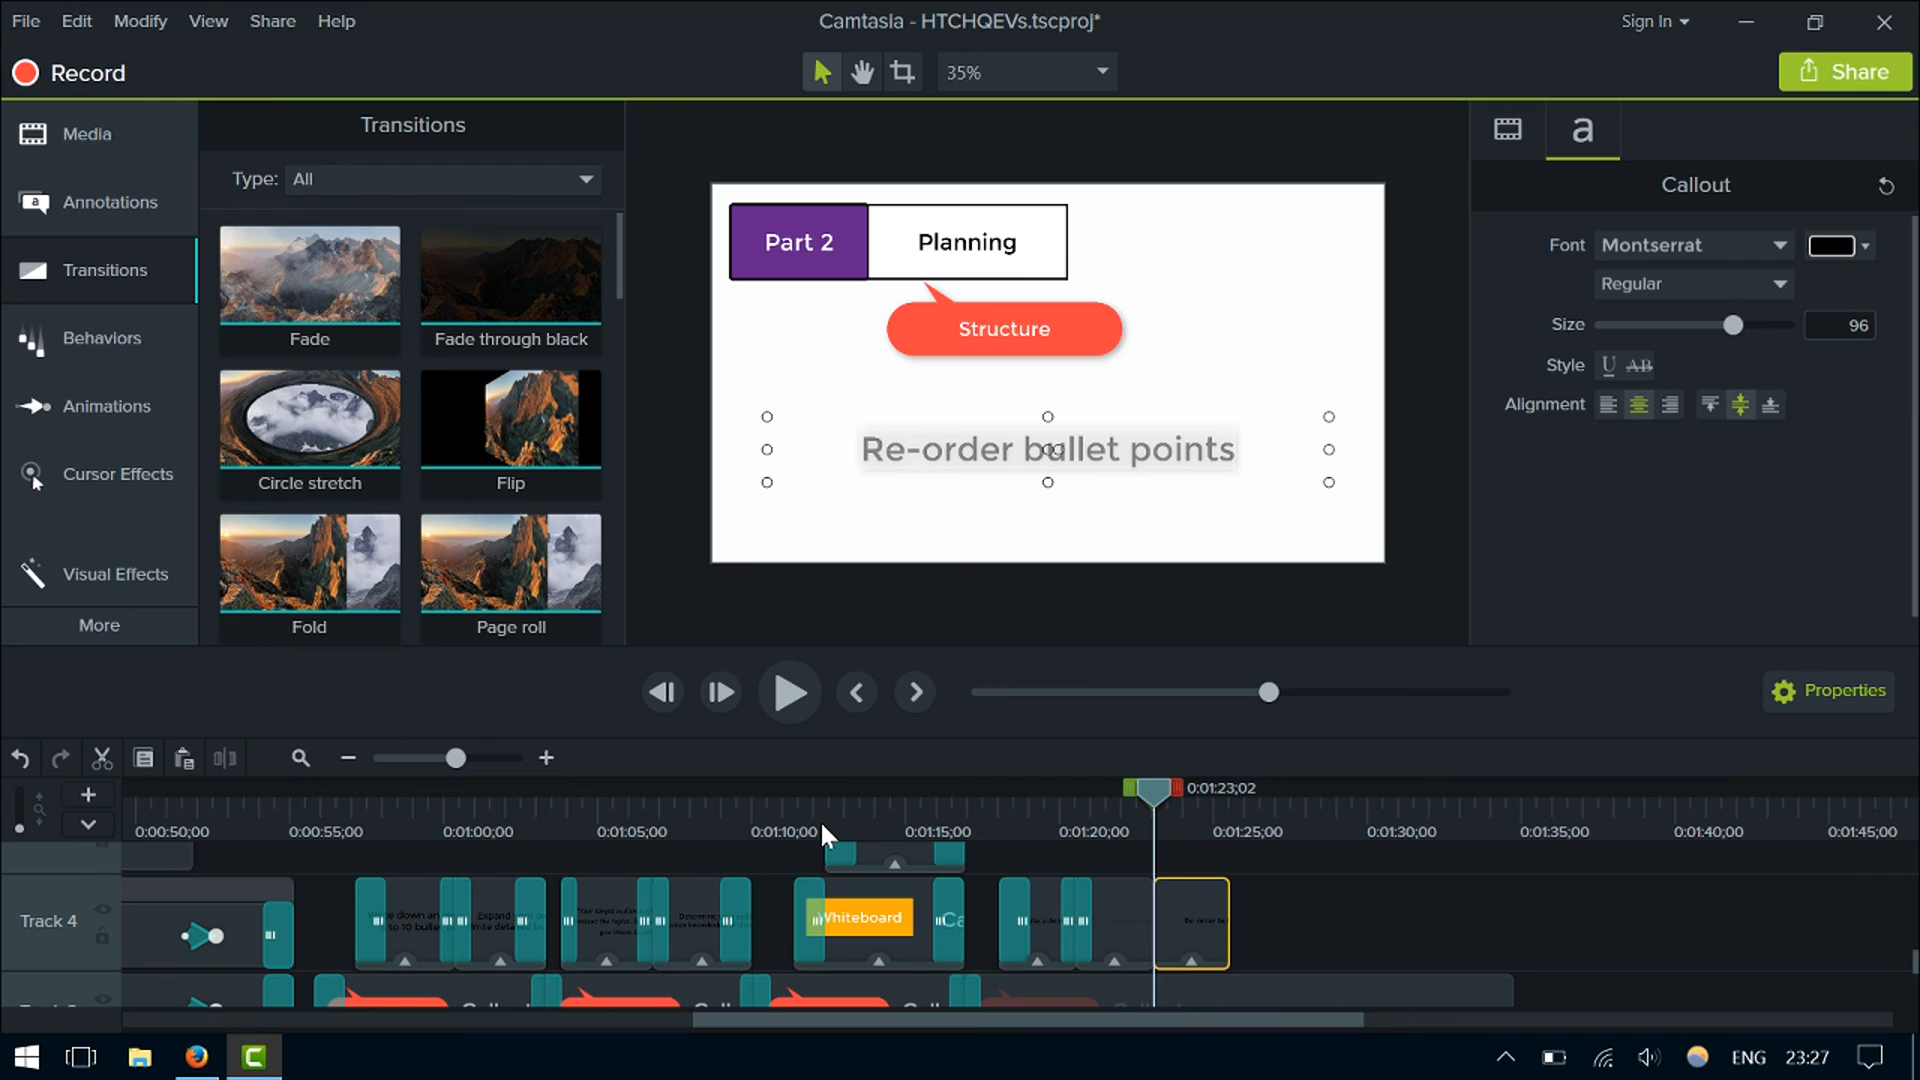 File Edit Modify View Share Help
Camtasia - HTCHQEVs.tscproj*
Sign In
Record
35%
Share
Media
Annotations
Transitions
Behaviors
Animations
Cursor Effects
Visual Effects
More
Transitions
Type: All
Fade
Fade through black
Circle stretch
Flip
Fold
Page roll
Part 2
Planning
Structure
Re-order bullet points
a
Callout
Font Montserrat
Regular
Size 96
Style U AB
Alignment
Properties
0:01:23;02
0:00:50;00 0:00:55;00 0:01:00;00 0:01:05;00 0:01:10;00 0:01:15;00 0:01:20;00 0:01:25;00 0:01:30;00 0:01:35;00 0:01:40;00 0:01:45;00
Track 4
Whiteboard
Ca
ENG 23:27